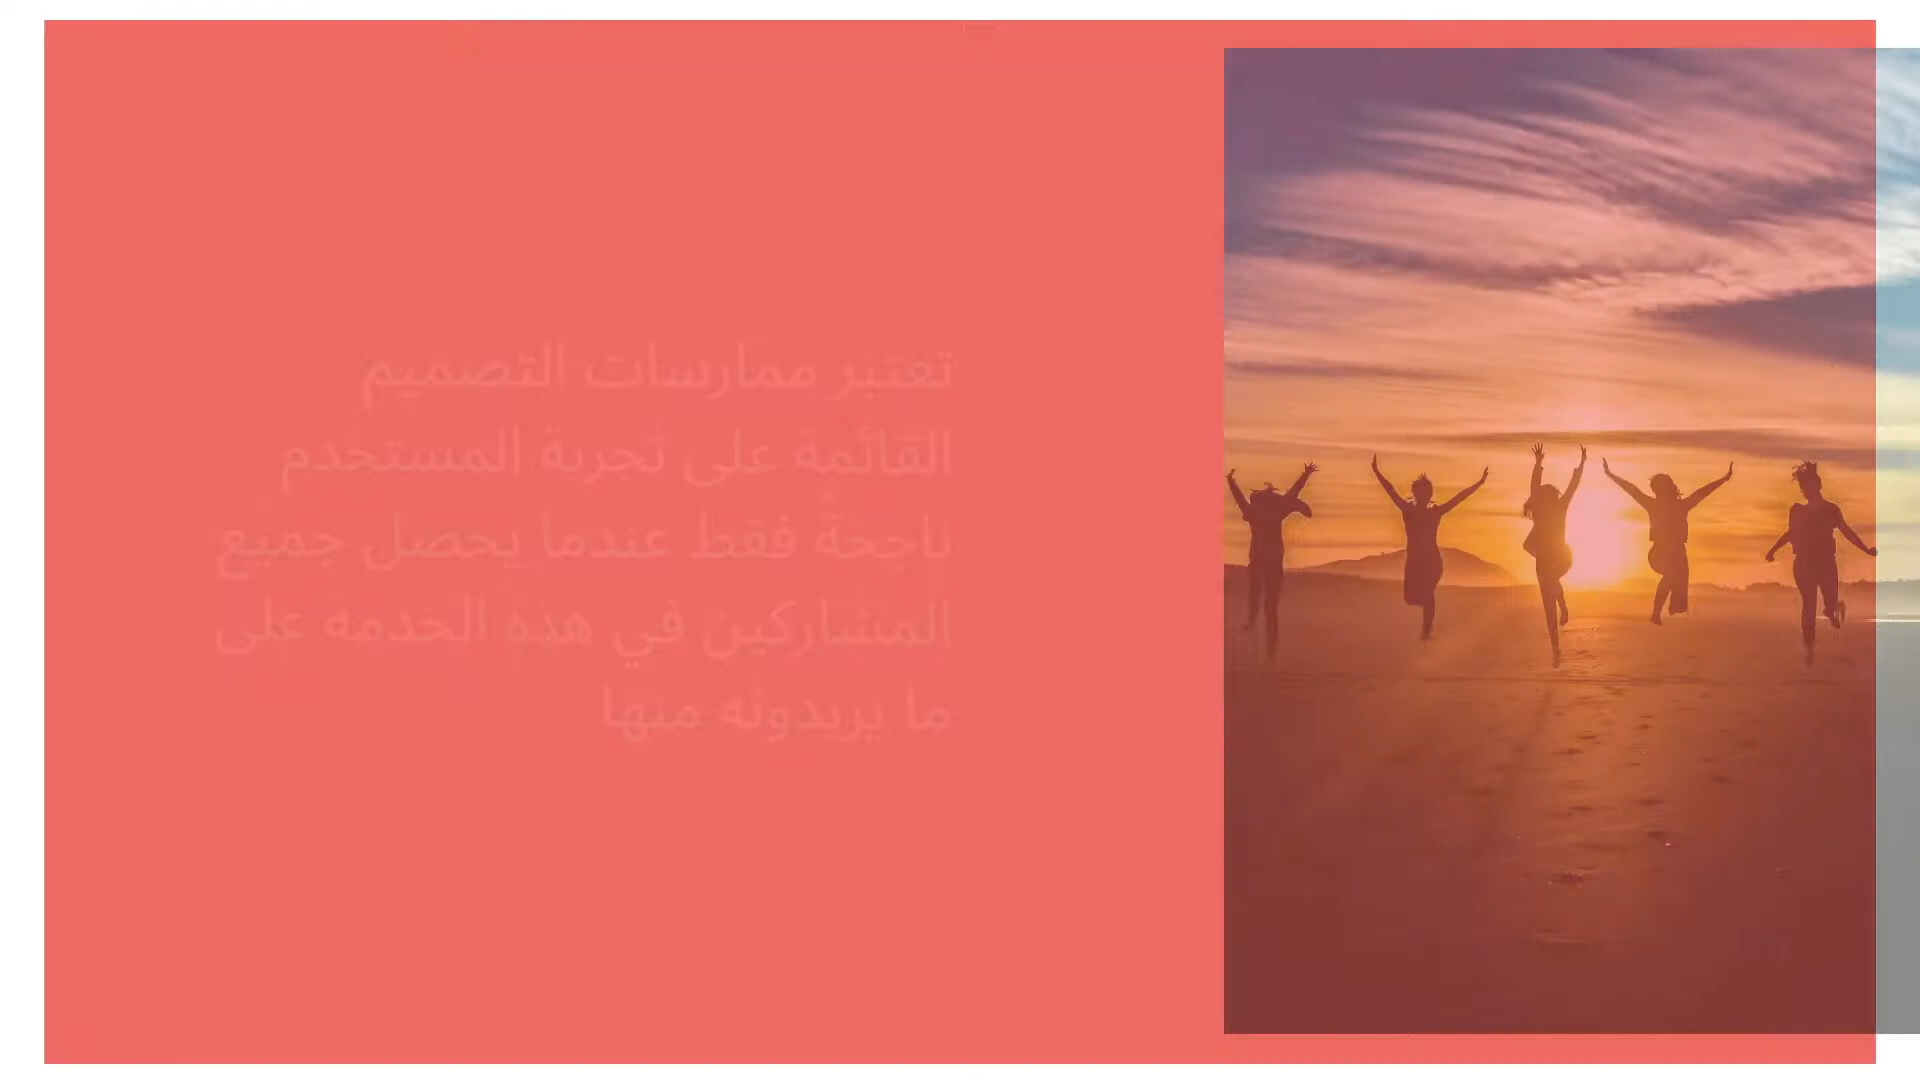 تعتبر ممارسات التصميم
القائمة على تجربة المستخدم
ناجحة فقط عندما يحصل جميع
المشاركين في هذه الخدمة على
ما يريدونه منها